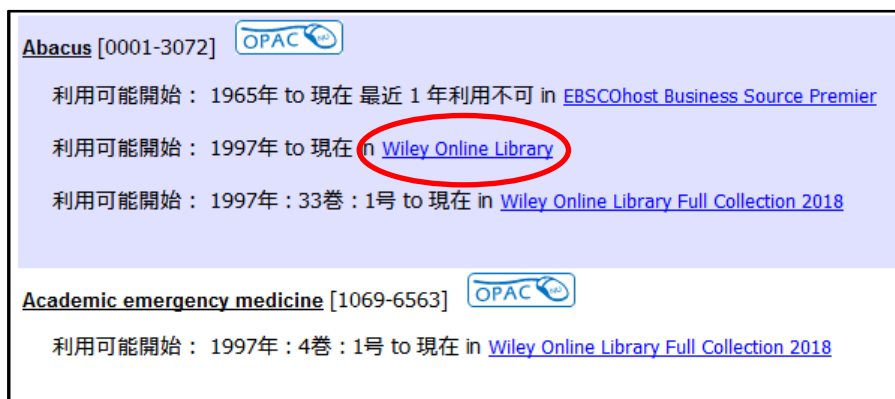 Abacus [0001-3072] OPAC NU
利用可能開始： 1965年 to 現在 最近 1 年利用不可 in EBSCOhost Business Source Premier
利用可能開始： 1997年 to 現在 in Wiley Online Library
利用可能開始： 1997年：33巻：1号 to 現在 in Wiley Online Library Full Collection 2018
Academic emergency medicine [1069-6563] OPAC NU
利用可能開始： 1997年：4巻：1号 to 現在 in Wiley Online Library Full Collection 2018